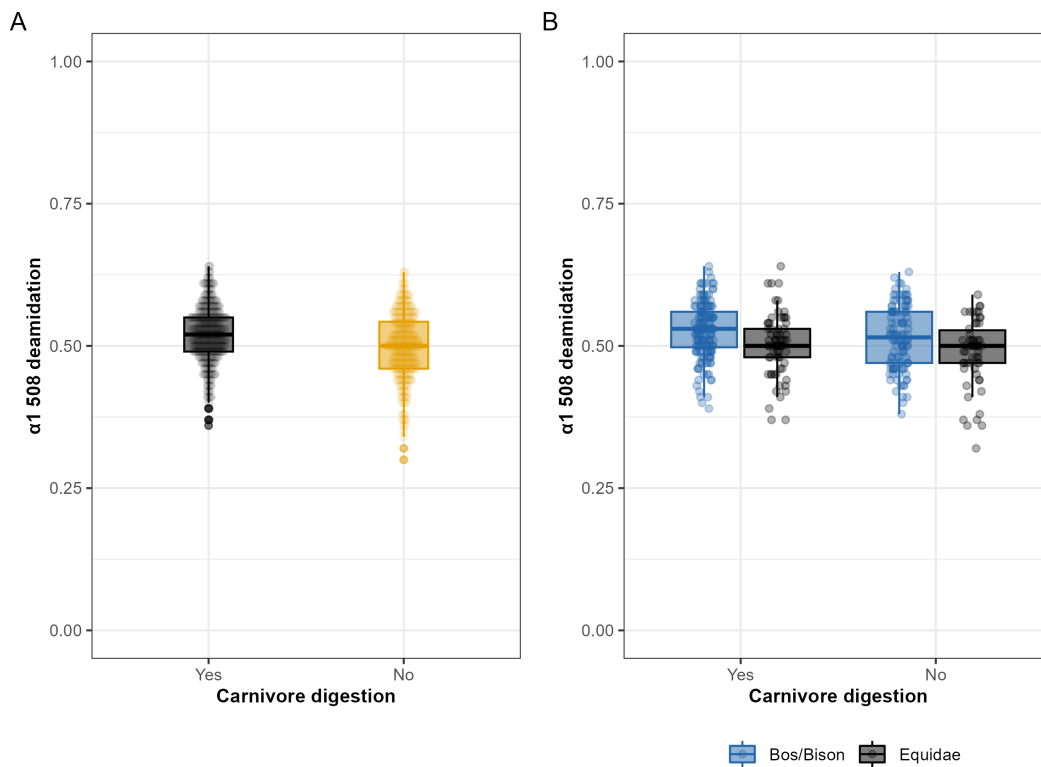 A
B
α1 508 deamidation
1.00
0.75
0.50
0.25
0.00
Yes
No
Carnivore digestion
α1 508 deamidation
1.00
0.75
0.50
0.25
0.00
Yes
No
Carnivore digestion
Bos/Bison
Equidae